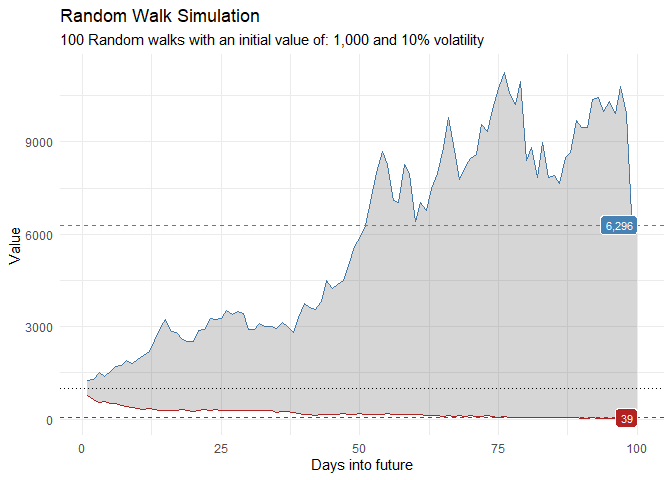 Random Walk Simulation
100 Random walks with an initial value of: 1,000 and 10% volatility
Value
9000
6000
3000
0
6,296
39
0
25
50
75
100
Days into future